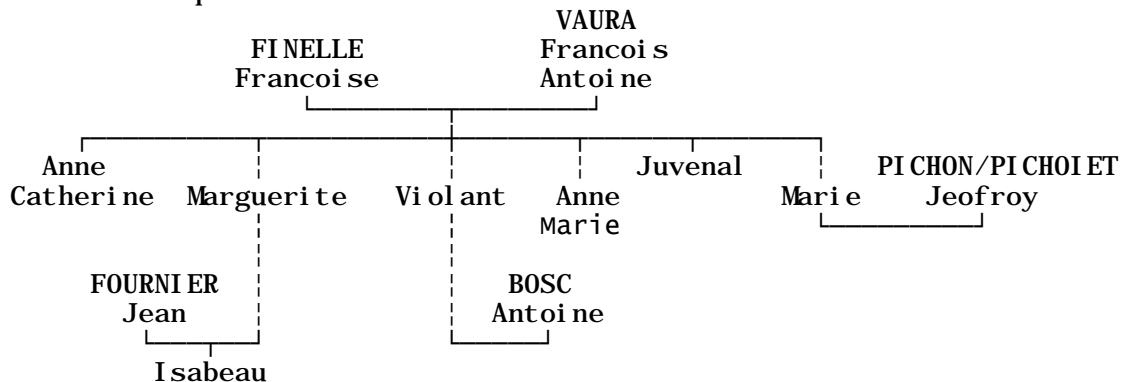 VAURA
FINELLE Francois
Francoise Antoine
Anne Juvenal PICHON/PICHOIET
Catherine Marguerite Violant Anne Marie Jeofroy
Marie
FOURNIER BOSC
Jean Antoine
Isabeau